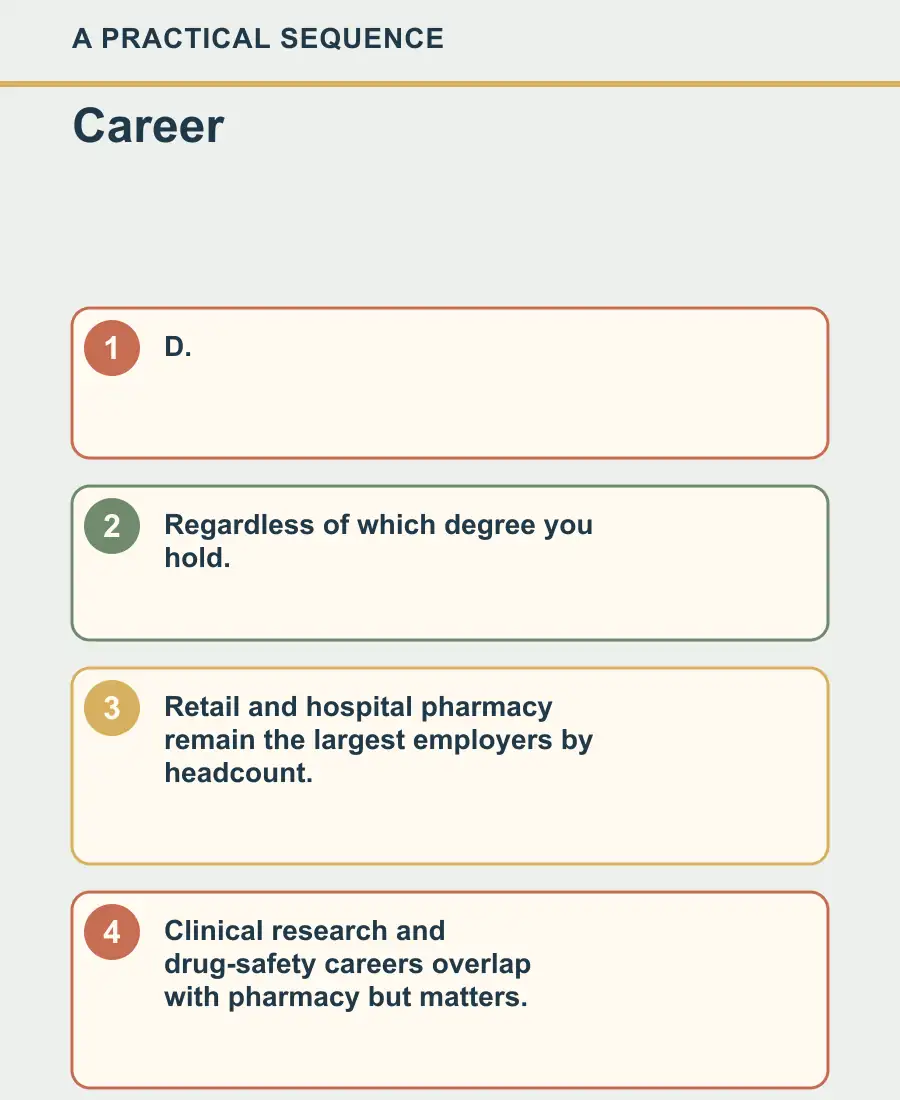 A PRACTICAL SEQUENCE
Career
1
D.
2
Regardless of which degree you
hold.
3
Retail and hospital pharmacy
remain the largest employers by
headcount.
4
Clinical research and
drug-safety careers overlap
with pharmacy but matters.